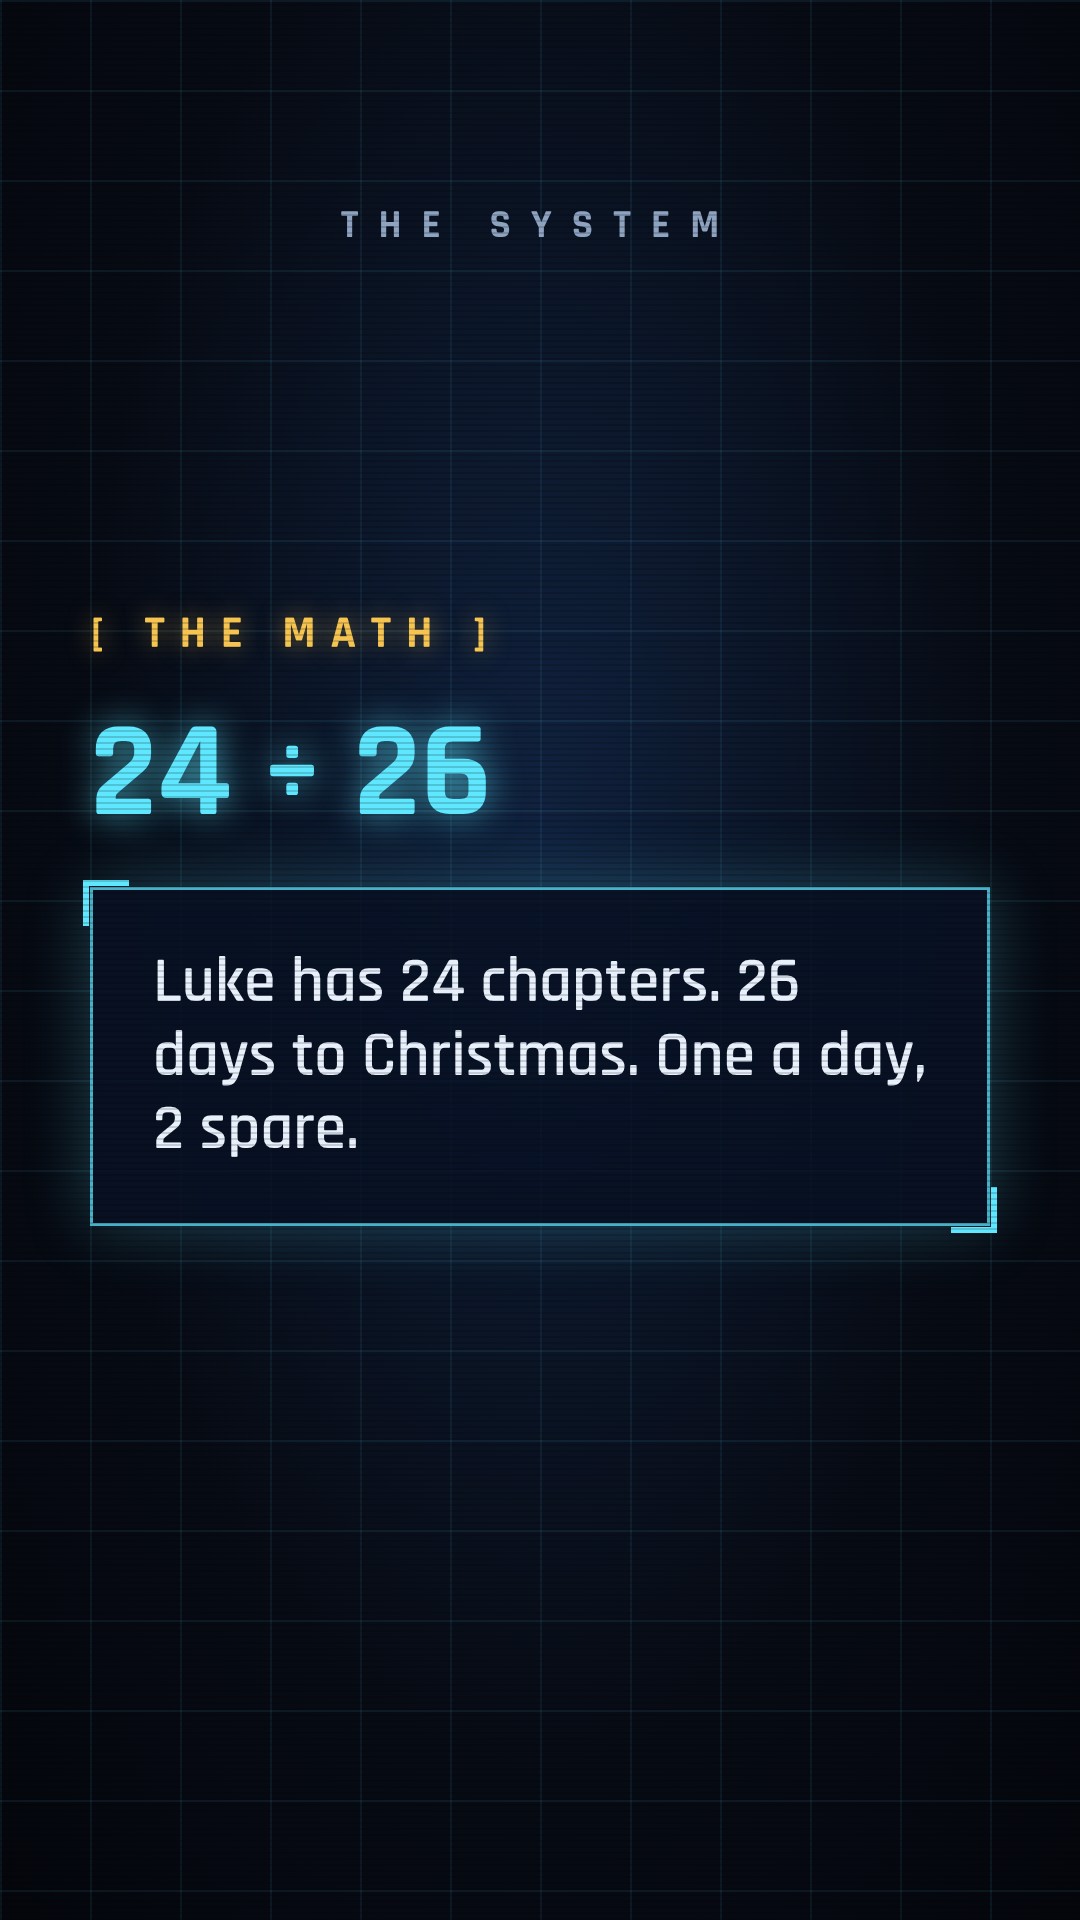 THE SYSTEM
[ THE MATH ]
24 ÷ 26
Luke has 24 chapters. 26
days to Christmas. One a day,
2 spare.